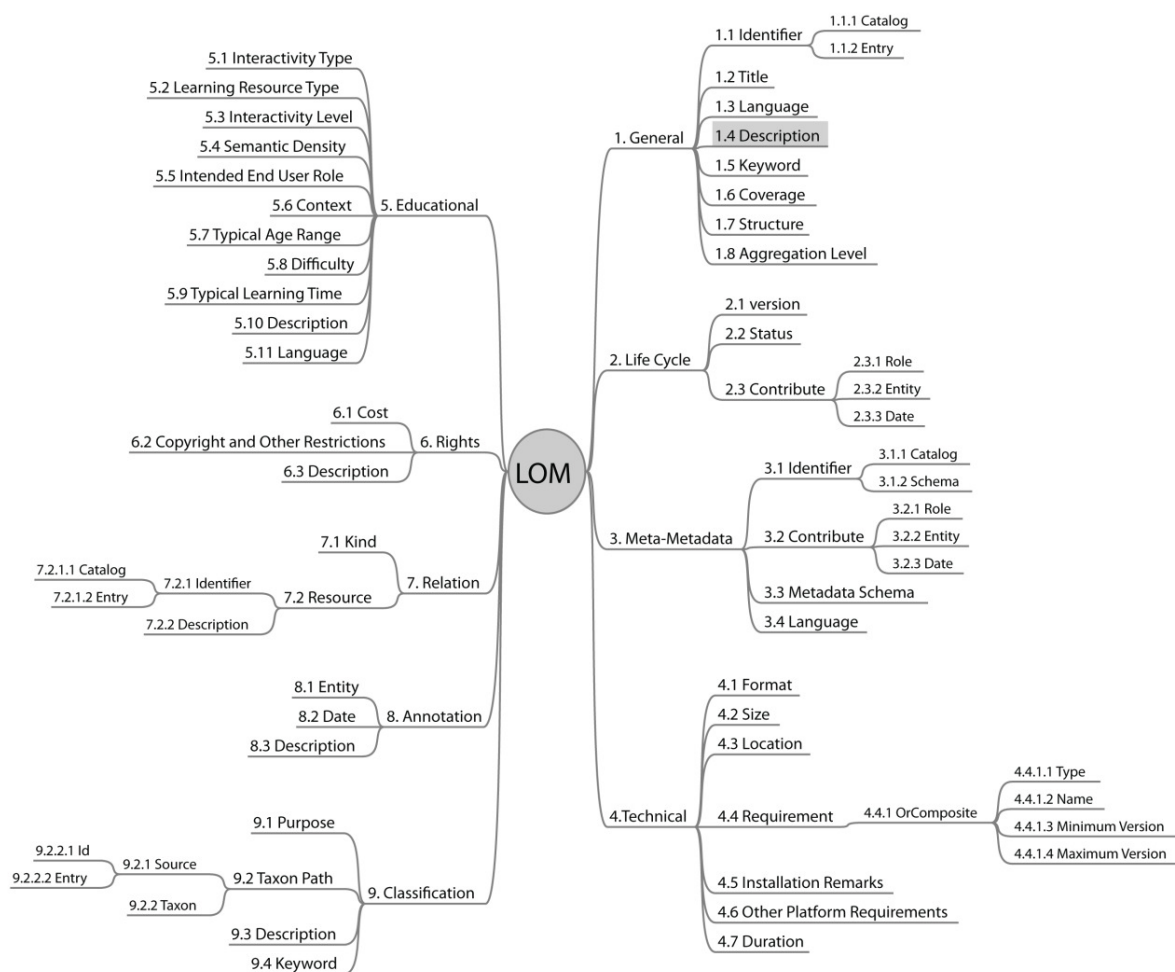 LOM
1. General
1.1 Identifier
1.1.1 Catalog
1.1.2 Entry
1.2 Title
1.3 Language
1.4 Description
1.5 Keyword
1.6 Coverage
1.7 Structure
1.8 Aggregation Level
2. Life Cycle
2.1 version
2.2 Status
2.3 Contribute
2.3.1 Role
2.3.2 Entity
2.3.3 Date
3. Meta-Metadata
3.1 Identifier
3.1.1 Catalog
3.1.2 Schema
3.2 Contribute
3.2.1 Role
3.2.2 Entity
3.2.3 Date
3.3 Metadata Schema
3.4 Language
4.Technical
4.1 Format
4.2 Size
4.3 Location
4.4 Requirement
4.4.1 OrComposite
4.4.1.1 Type
4.4.1.2 Name
4.4.1.3 Minimum Version
4.4.1.4 Maximum Version
4.5 Installation Remarks
4.6 Other Platform Requirements
4.7 Duration
5. Educational
5.1 Interactivity Type
5.2 Learning Resource Type
5.3 Interactivity Level
5.4 Semantic Density
5.5 Intended End User Role
5.6 Context
5.7 Typical Age Range
5.8 Difficulty
5.9 Typical Learning Time
5.10 Description
5.11 Language
6. Rights
6.1 Cost
6.2 Copyright and Other Restrictions
6.3 Description
7. Relation
7.1 Kind
7.2 Resource
7.2.1 Identifier
7.2.1.1 Catalog
7.2.1.2 Entry
7.2.2 Description
8. Annotation
8.1 Entity
8.2 Date
8.3 Description
9. Classification
9.1 Purpose
9.2 Taxon Path
9.2.1 Source
9.2.2.1 Id
9.2.2.2 Entry
9.2.2 Taxon
9.3 Description
9.4 Keyword